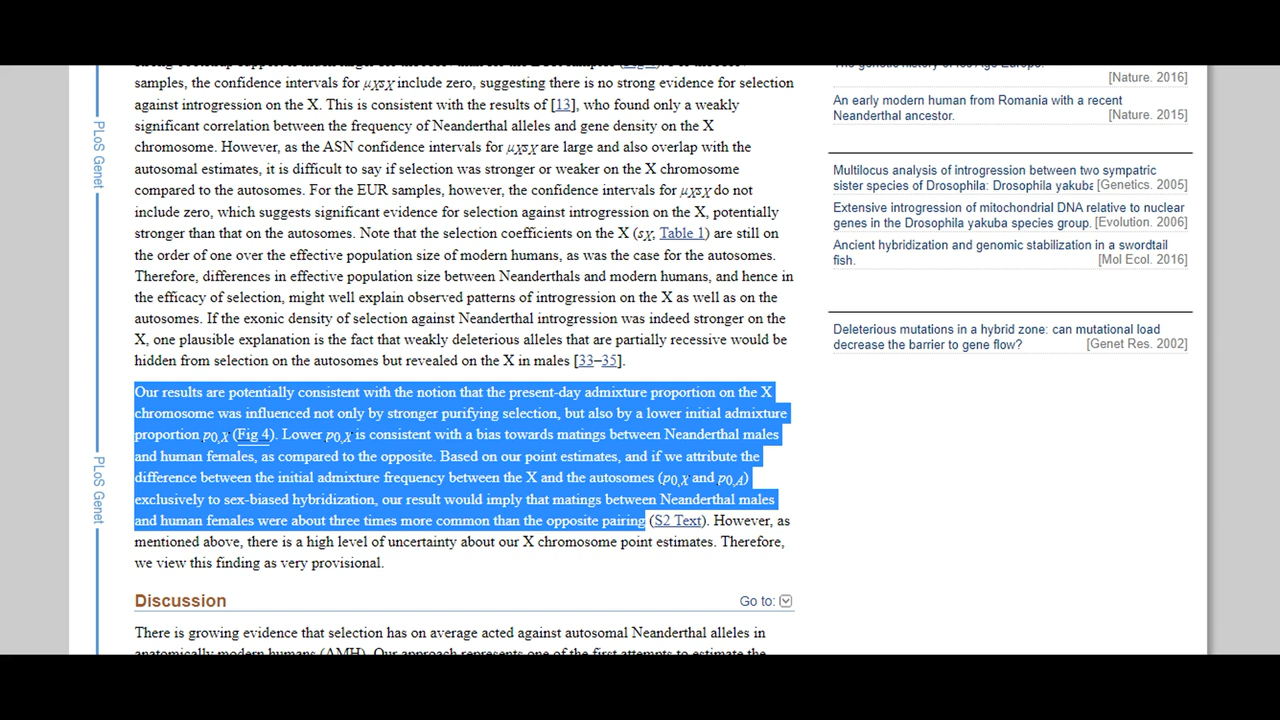 samples, the confidence intervals for μXsX include zero, suggesting there is no strong evidence for selection
against introgression on the X. This is consistent with the results of [13], who found only a weakly
significant correlation between the frequency of Neanderthal alleles and gene density on the X
chromosome. However, as the ASN confidence intervals for μXsX are large and also overlap with the
autosomal estimates, it is difficult to say if selection was stronger or weaker on the X chromosome
compared to the autosomes. For the EUR samples, however, the confidence intervals for μXsX do not
include zero, which suggests significant evidence for selection against introgression on the X, potentially
stronger than that on the autosomes. Note that the selection coefficients on the X (sX, Table 1) are still on
the order of one over the effective population size of modern humans, as was the case for the autosomes.
Therefore, differences in effective population size between Neanderthals and modern humans, and hence in
the efficacy of selection, might well explain observed patterns of introgression on the X as well as on the
autosomes. If the exonic density of selection against Neanderthal introgression was indeed stronger on the
X, one plausible explanation is the fact that weakly deleterious alleles that are partially recessive would be
hidden from selection on the autosomes but revealed on the X in males [33–35].
Our results are potentially consistent with the notion that the present-day admixture proportion on the X
chromosome was influenced not only by stronger purifying selection, but also by a lower initial admixture
proportion p0,X (Fig 4). Lower p0,X is consistent with a bias towards matings between Neanderthal males
and human females, as compared to the opposite. Based on our point estimates, and if we attribute the
difference between the initial admixture frequency between the X and the autosomes (p0,X and p0,A)
exclusively to sex-biased hybridization, our result would imply that matings between Neanderthal males
and human females were about three times more common than the opposite pairing (S2 Text). However, as
mentioned above, there is a high level of uncertainty about our X chromosome point estimates. Therefore,
we view this finding as very provisional.
Discussion
Go to:
There is growing evidence that selection has on average acted against autosomal Neanderthal alleles in
anatomically modern humans (AMH). Our approach represents one of the first attempts to estimate the
PLoS Genet
PLoS Genet
The genetic history of Ice Age Europe.
[Nature. 2016]
An early modern human from Romania with a recent
Neanderthal ancestor. [Nature. 2015]
Multilocus analysis of introgression between two sympatric
sister species of Drosophila: Drosophila yakuba [Genetics. 2005]
Extensive introgression of mitochondrial DNA relative to nuclear
genes in the Drosophila yakuba species group. [Evolution. 2006]
Ancient hybridization and genomic stabilization in a swordtail
fish. [Mol Ecol. 2016]
Deleterious mutations in a hybrid zone: can mutational load
decrease the barrier to gene flow? [Genet Res. 2002]